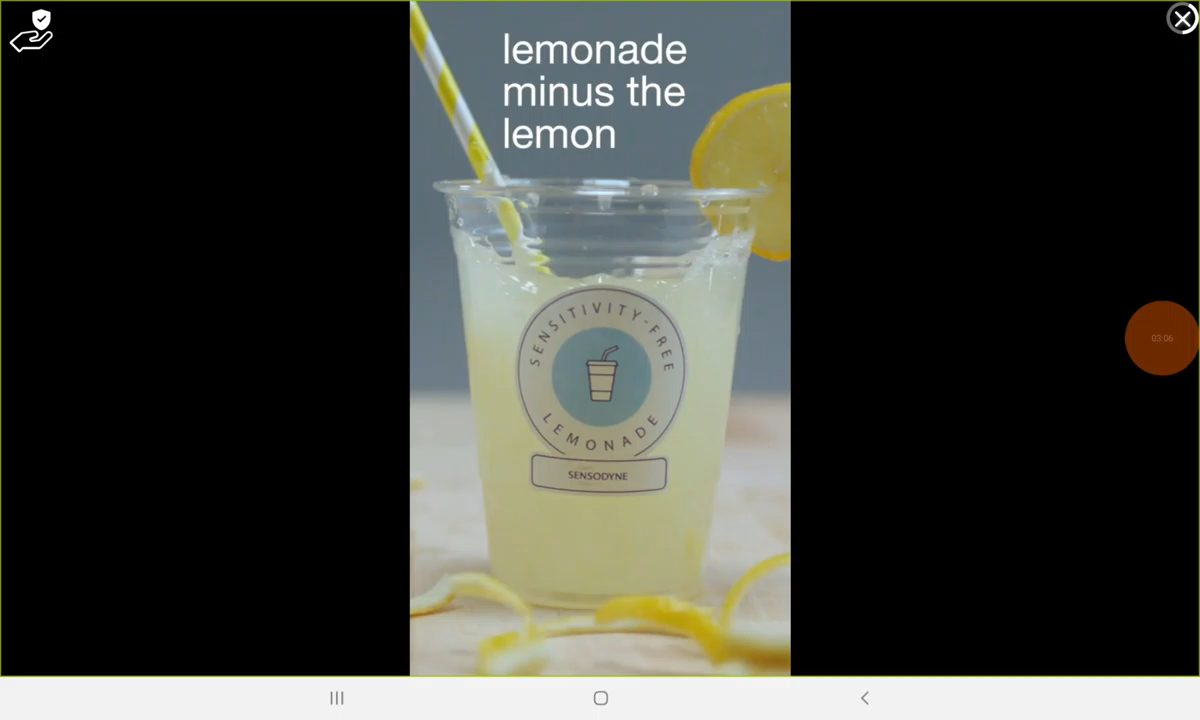 lemonade
minus the
lemon
SENSITIVITY-FREE
LEMONADE
SENSODYNE
03:06